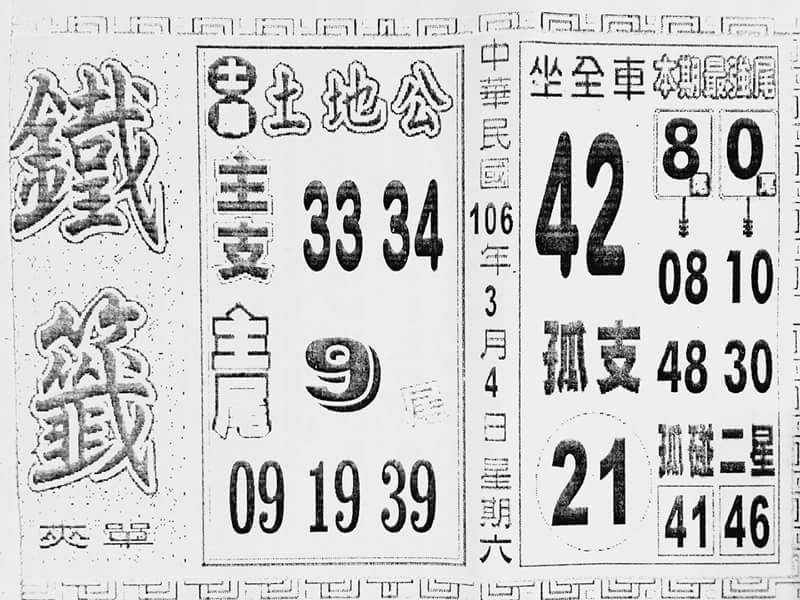 鐵籤
夾單
土地公
主支
33 34
主尾
9尾
09 19 39
中華民國106年3月4日星期六
坐全車
42
孤支
21
本期最強尾
8尾 0尾
08 10
48 30
孤碰二星
41 46